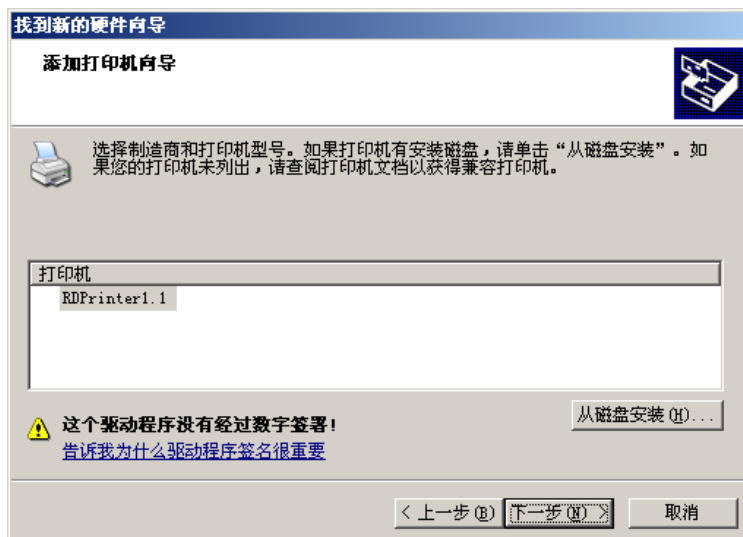 找到新的硬件向导
添加打印机向导
选择制造商和打印机型号。如果打印机有安装磁盘，请单击“从磁盘安装”。如
果您的打印机未列出，请查阅打印机文档以获得兼容打印机。
打印机
RDPrinter1.1
这个驱动程序没有经过数字签署!
从磁盘安装(H)...
告诉我为什么驱动程序签名很重要
< 上一步(B) 下一步(N) > 取消